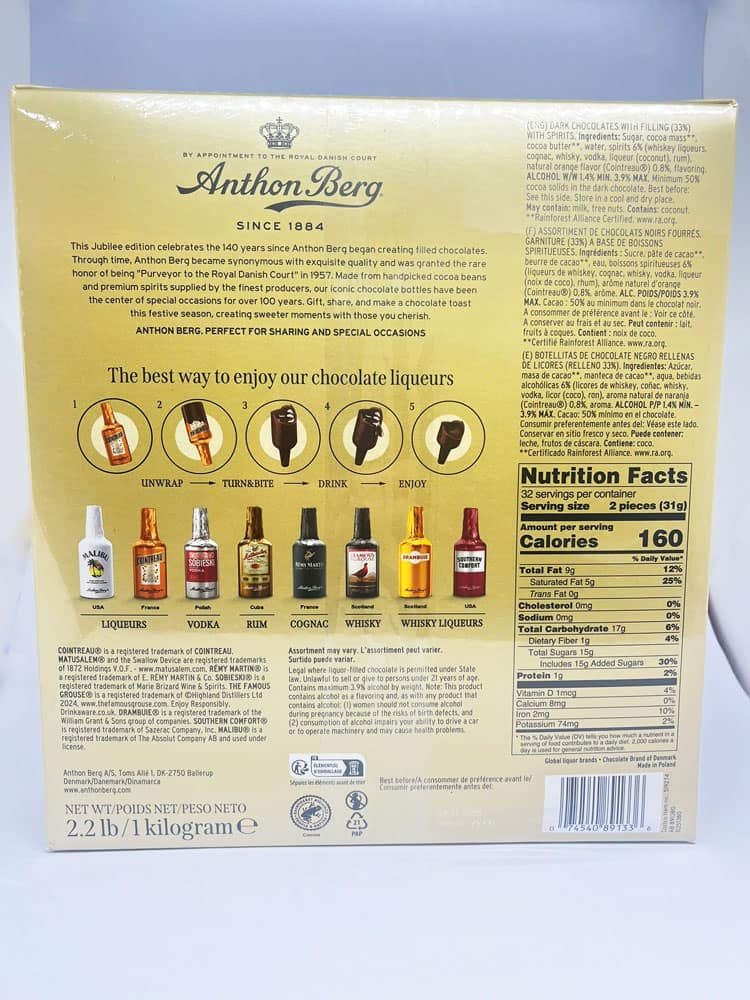 BY APPOINTMENT TO THE ROYAL DANISH COURT
Anthon Berg
SINCE 1884
This Jubilee edition celebrates the 140 years since Anthon Berg began creating filled chocolates.
Through time, Anthon Berg became synonymous with exquisite quality and was granted the rare
honor of being "Purveyor to the Royal Danish Court" in 1957. Made from handpicked cocoa beans
and premium spirits supplied by the finest producers, our iconic chocolate bottles have been
the center of special occasions for over 100 years. Gift, share, and make a chocolate toast
this festive season, creating sweeter moments with those you cherish.
ANTHON BERG. PERFECT FOR SHARING AND SPECIAL OCCASIONS
The best way to enjoy our chocolate liqueurs
1 2 3 4 5
UNWRAP TURN&BITE DRINK ENJOY
MALIBU COINTREAU SOBIESKI VODKA RÉMY MARTIN FAMOUS GROUSE DRAMBUIE SOUTHERN COMFORT
USA France Polish Cuba France Scotland Scotland USA
LIQUEURS VODKA RUM COGNAC WHISKY WHISKY LIQUEURS
COINTREAU® is a registered trademark of COINTREAU.
MATUSALEM® and the Swallow Device are registered trademarks
of 1872 Holdings V.O.F. - www.matusalem.com. RÉMY MARTIN® is
a registered trademark of E. RÉMY MARTIN & Co. SOBIESKI® is a
registered trademark of Marie Brizard Wine & Spirits. THE FAMOUS
GROUSE® is a registered trademark of ©Highland Distillers Ltd
2024, www.thefamousgrouse.com. Enjoy Responsibly.
Drinkaware.co.uk. DRAMBUIE® is a registered trademark of the
William Grant & Sons group of companies. SOUTHERN COMFORT®
is registered trademark of Sazerac Company, Inc. MALIBU® is a
registered trademark of The Absolut Company AB and used under
license.
Assortment may vary. L'assortiment peut varier.
Surtido puede variar.
Legal where liquor-filled chocolate is permitted under State
law. Unlawful to sell or give to persons under 21 years of age.
Contains maximum 3.9% alcohol by weight. Note: This product
contains alcohol as a flavoring and, as with any product that
contains alcohol: (1) women should not consume alcohol
during pregnancy because of the risks of birth defects, and
(2) consumption of alcohol impairs your ability to drive a car
or to operate machinery and may cause health problems.
Anthon Berg A/S, Toms Allé 1, DK-2750 Ballerup
Denmark/Danemark/Dinamarca
www.anthonberg.com
NET WT/POIDS NET/PESO NETO
2.2 lb/1 kilogram e
ÉLÉMENT(S)
D'EMBALLAGE
Séparez les éléments avant de trier
21
PAP
Best before/A consommer de préférence avant le/
Consumir preferentemente antes del:
(ENG) DARK CHOCOLATES WITH FILLING (33%)
WITH SPIRITS. Ingredients: Sugar, cocoa mass**,
cocoa butter**, water, spirits 6% (whiskey liqueurs,
cognac, whisky, vodka, liqueur (coconut), rum),
natural orange flavor (Cointreau®) 0.8%, flavoring.
ALCOHOL W/W 1.4% MIN. 3.9% MAX. Minimum 50%
cocoa solids in the dark chocolate. Best before:
See this side. Store in a cool and dry place.
May contain: milk, tree nuts. Contains: coconut.
**Rainforest Alliance Certified. www.ra.org.
(F) ASSORTIMENT DE CHOCOLATS NOIRS FOURRÉS,
GARNITURE (33%) A BASE DE BOISSONS
SPIRITUEUSES. Ingrédients : Sucre, pâte de cacao**,
beurre de cacao**, eau, boissons spiritueuses 6%
(liqueurs de whiskey, cognac, whisky, vodka, liqueur
(noix de coco), rhum), arôme naturel d'orange
(Cointreau®) 0,8%, arôme. ALC. POIDS/POIDS 3.9%
MAX. Cacao : 50% au minimum dans le chocolat noir.
A consommer de préférence avant le : Voir ce côté.
A conserver au frais et au sec. Peut contenir : lait,
fruits à coques. Contient : noix de coco.
**Certifié Rainforest Alliance. www.ra.org.
(E) BOTELLITAS DE CHOCOLATE NEGRO RELLENAS
DE LICORES (RELLENO 33%). Ingredientes: Azúcar,
masa de cacao**, manteca de cacao**, agua, bebidas
alcohólicas 6% (licores de whiskey, coñac, whisky,
vodka, licor (coco), ron), aroma natural de naranja
(Cointreau®) 0,8%, aroma. ALCOHOL P/P 1.4% MÍN. –
3.9% MÁX. Cacao: 50% mínimo en el chocolate.
Consumir preferentemente antes del: Véase este lado.
Conservar en sitio fresco y seco. Puede contener:
leche, frutos de cáscara. Contiene: coco.
**Certificado Rainforest Alliance. www.ra.org.
Nutrition Facts
32 servings per container
Serving size 2 pieces (31g)
Amount per serving
Calories 160
% Daily Value*
Total Fat 9g 12%
Saturated Fat 5g 25%
Trans Fat 0g
Cholesterol 0mg 0%
Sodium 0mg 0%
Total Carbohydrate 17g 6%
Dietary Fiber 1g 4%
Total Sugars 15g
Includes 15g Added Sugars 30%
Protein 1g 2%
Vitamin D 1mcg 4%
Calcium 8mg 0%
Iron 2mg 10%
Potassium 74mg 2%
* The % Daily Value (DV) tells you how much a nutrient in a
serving of food contributes to a daily diet. 2,000 calories a
day is used for general nutrition advice.
Global liquor brands • Chocolate Brand of Denmark
Made in Poland
0 74540 89133 6